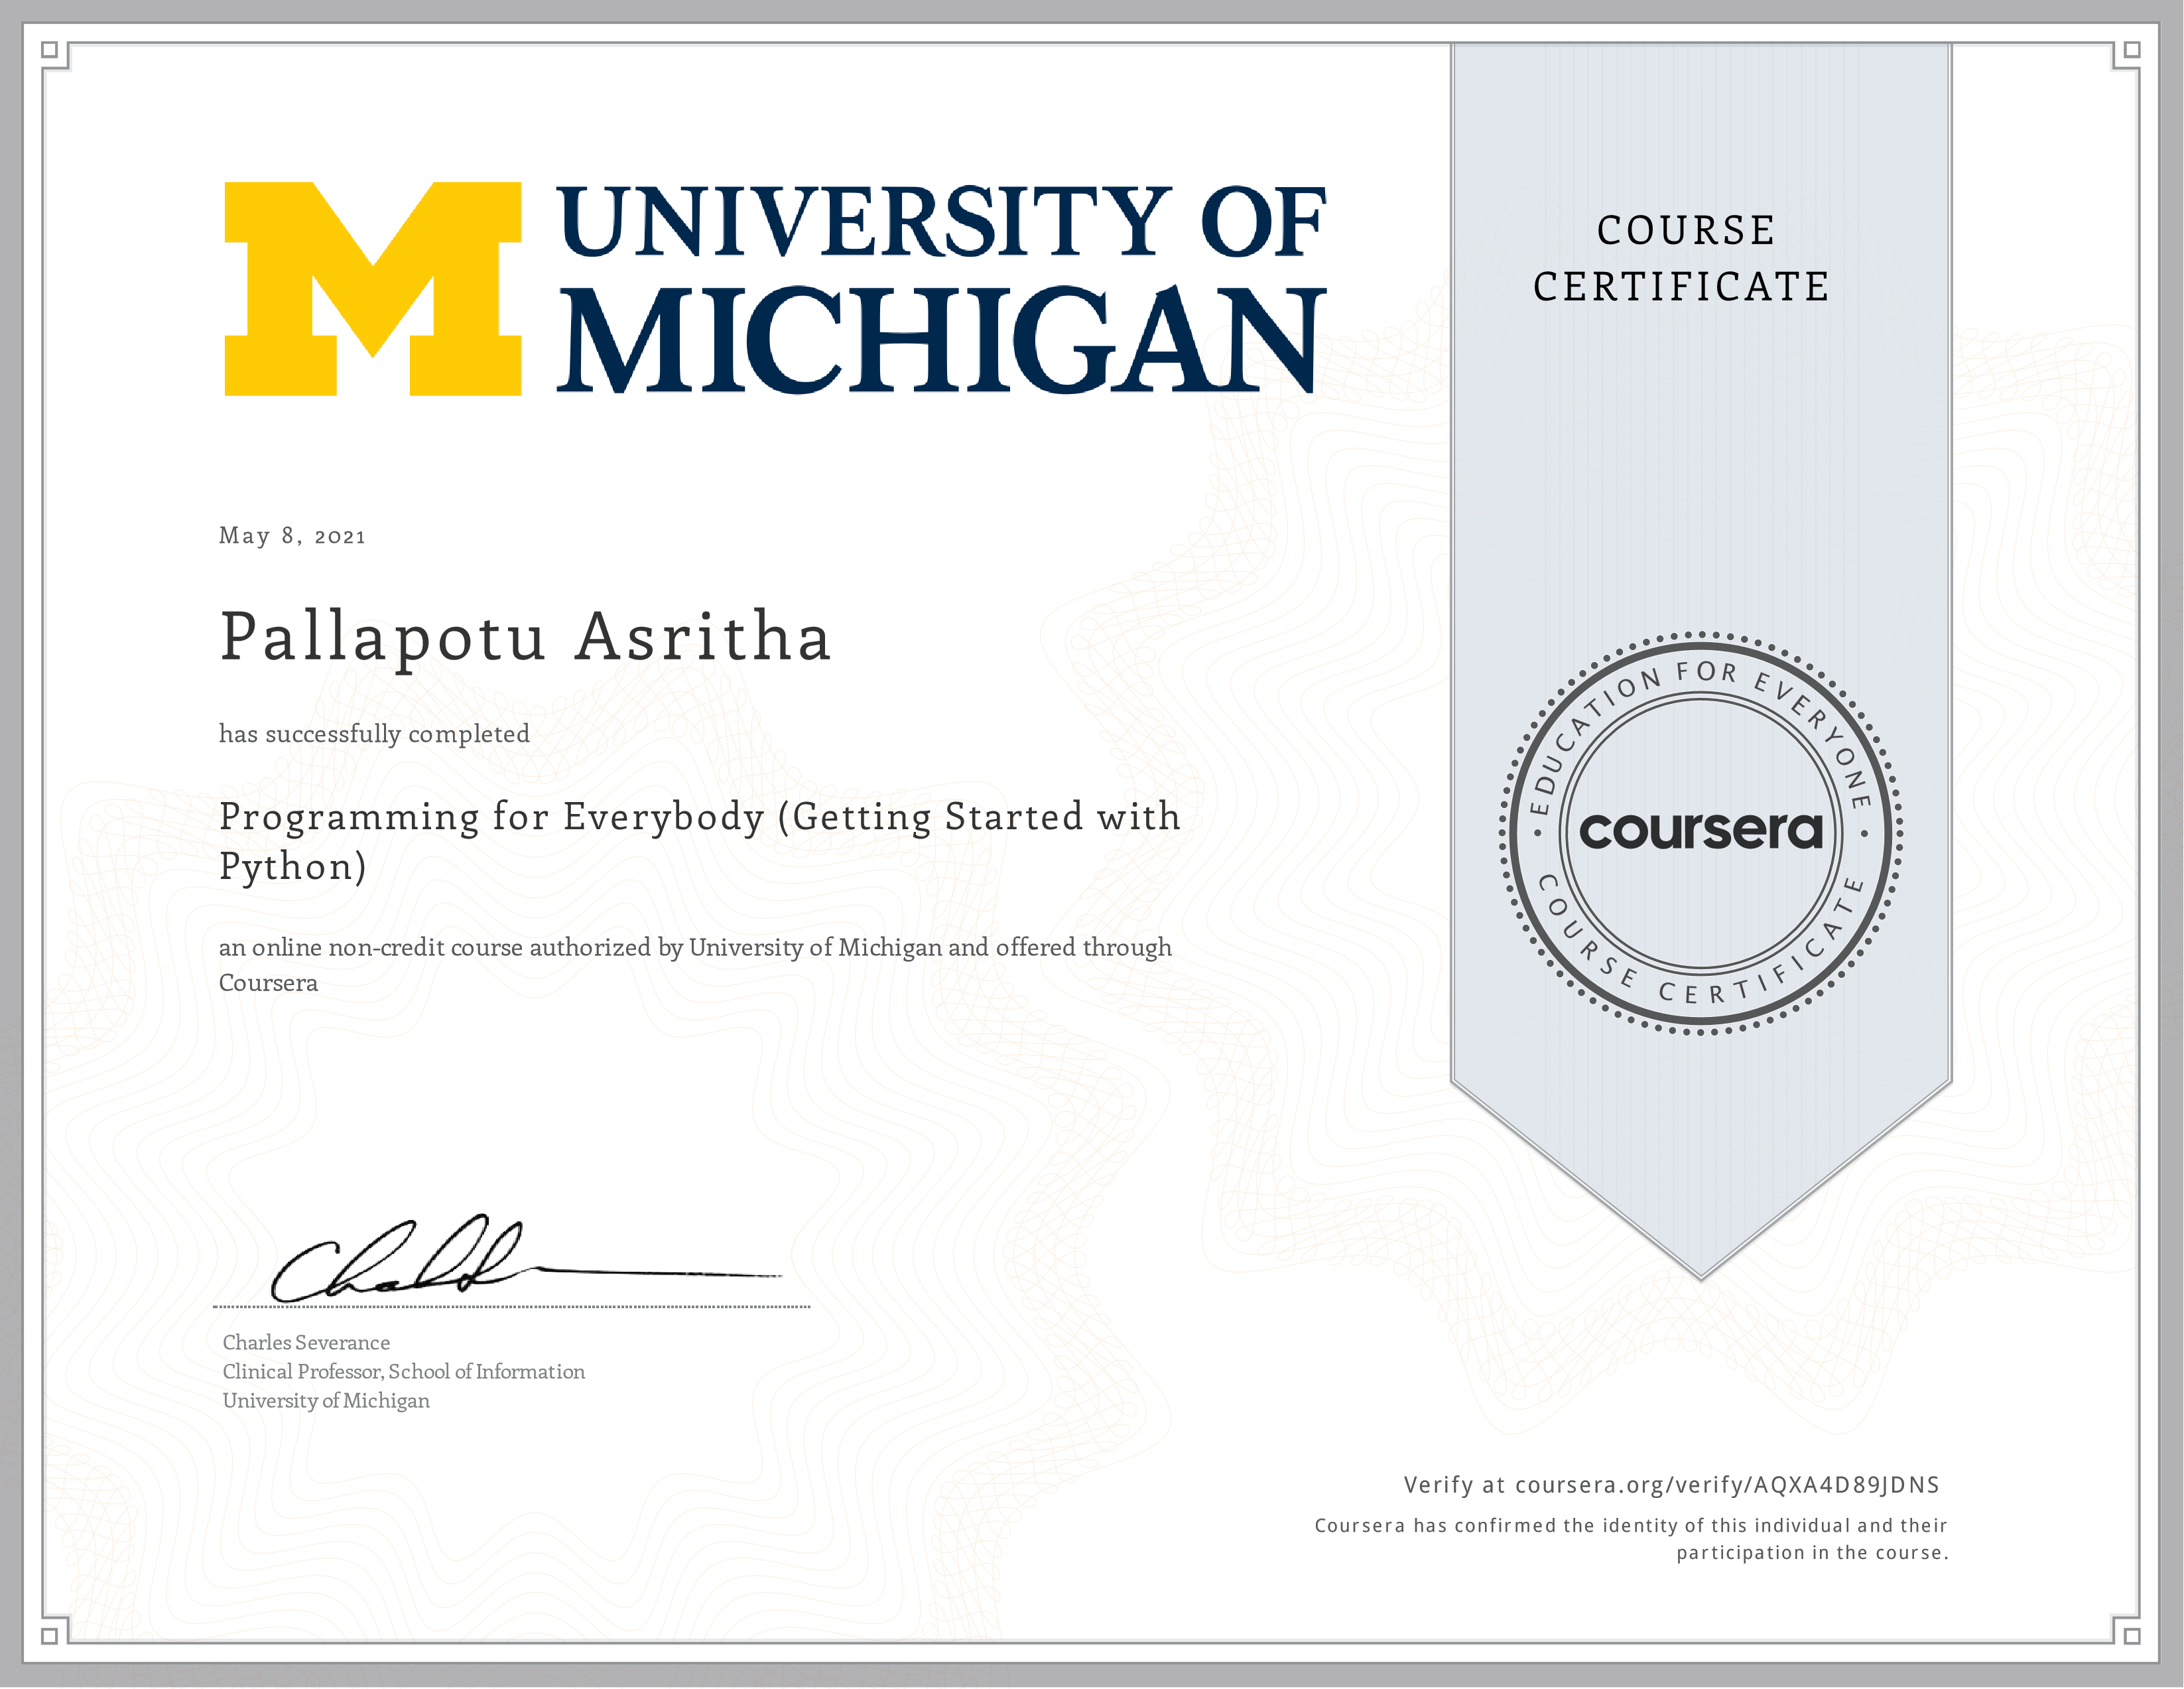 UNIVERSITY OF
MICHIGAN
COURSE
CERTIFICATE
May 8, 2021
Pallapotu Asritha
has successfully completed
Programming for Everybody (Getting Started with
Python)
an online non-credit course authorized by University of Michigan and offered through
Coursera
EDUCATION FOR EVERYONE
coursera
COURSE CERTIFICATE
Charles Severance
Clinical Professor, School of Information
University of Michigan
Verify at coursera.org/verify/AQXA4D89JDNS
Coursera has confirmed the identity of this individual and their
participation in the course.